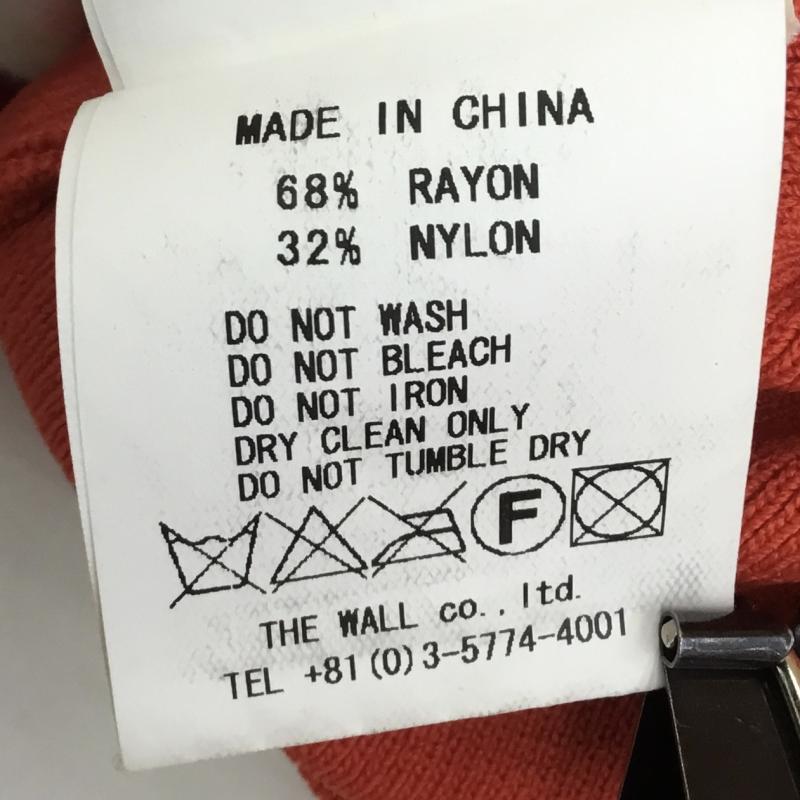 MADE IN CHINA
68% RAYON
32% NYLON
DO NOT WASH
DO NOT BLEACH
DO NOT IRON
DRY CLEAN ONLY
DO NOT TUMBLE DRY
F
THE WALL co., ltd.
TEL +81(0)3-5774-4001